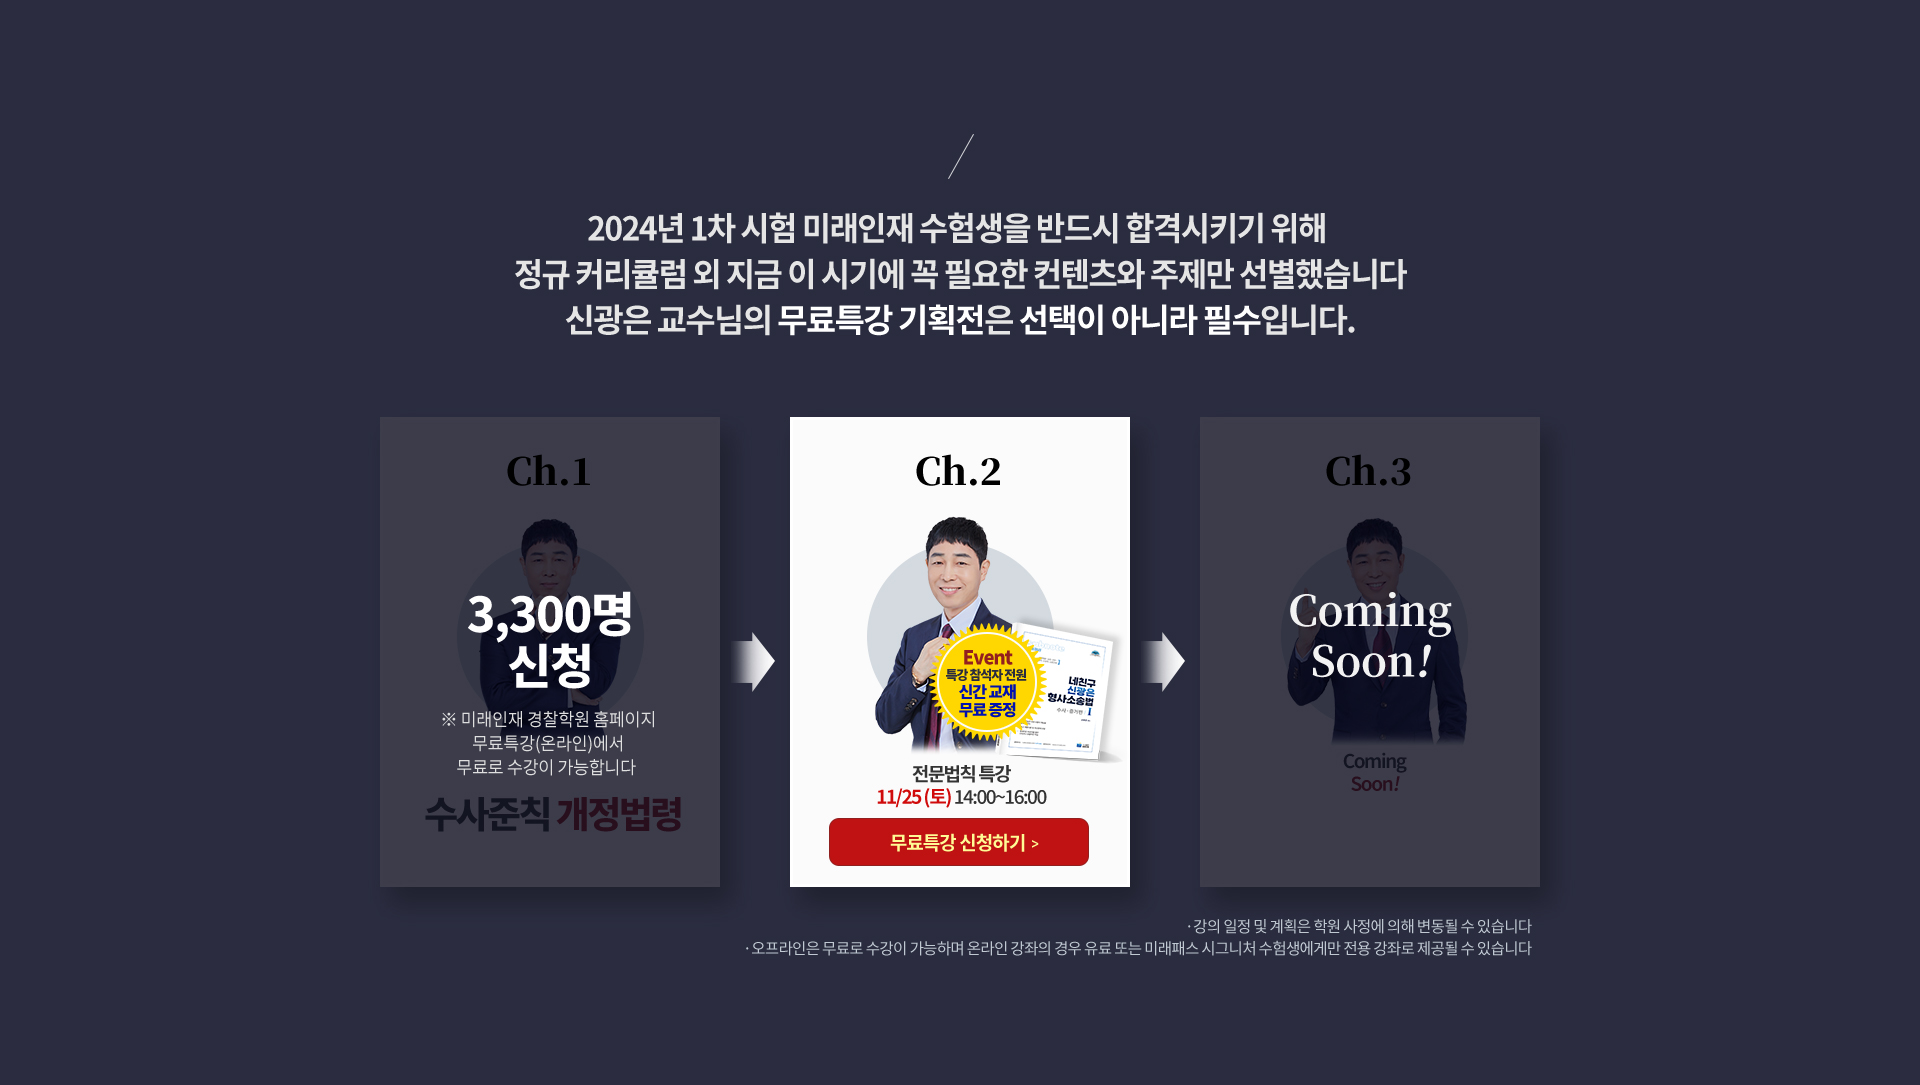 2024년 1차 시험 미래인재 수험생을 반드시 합격시키기 위해
정규 커리큘럼 외 지금 이 시기에 꼭 필요한 컨텐츠와 주제만 선별했습니다
신광은 교수님의 무료특강 기획전은 선택이 아니라 필수입니다.
Ch.1
3,300명
신청
※ 미래인재 경찰학원 홈페이지
무료특강(온라인)에서
무료로 수강이 가능합니다
수사준칙 개정법령
Ch.2
Event
특강 참석자 전원
신간 교재
무료 증정
네친구
신광은
형사소송법
수사·증거편
전문법칙 특강
11/25 (토) 14:00~16:00
무료특강 신청하기 >
Ch.3
Coming
Soon!
Coming
Soon!
· 강의 일정 및 계획은 학원 사정에 의해 변동될 수 있습니다
· 오프라인은 무료로 수강이 가능하며 온라인 강좌의 경우 유료 또는 미래패스 시그니처 수험생에게만 전용 강좌로 제공될 수 있습니다